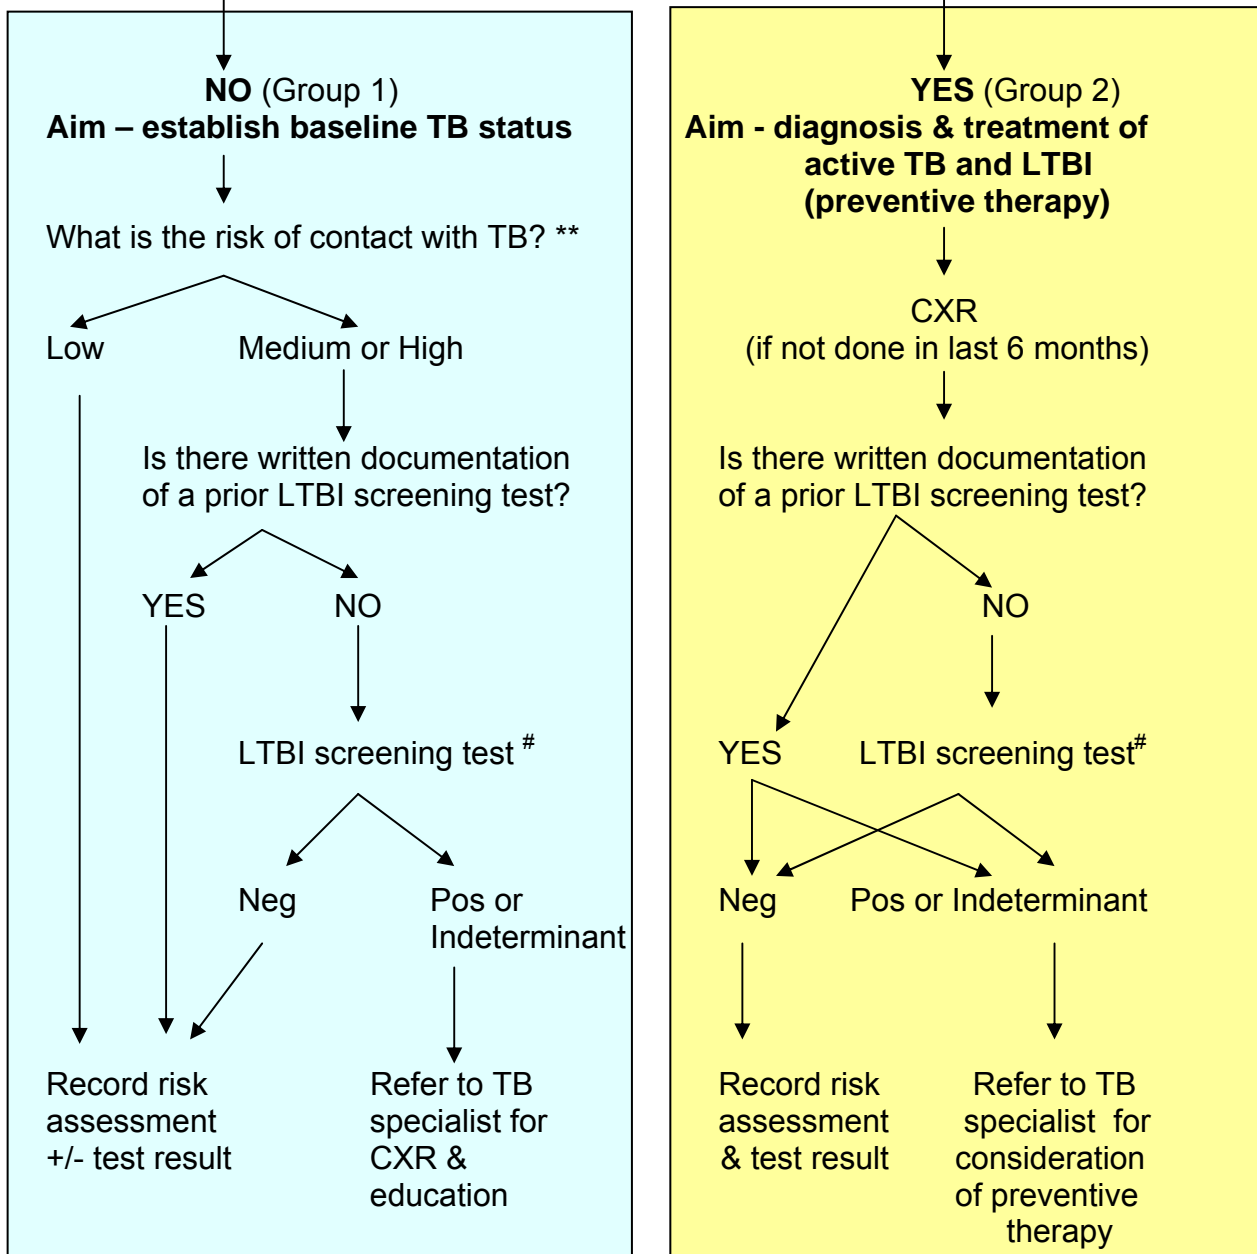 NO (Group 1)
Aim – establish baseline TB status
What is the risk of contact with TB? **
Low
Medium or High
Is there written documentation
of a prior LTBI screening test?
YES
NO
LTBI screening test #
Neg
Pos or
Indeterminant
Record risk
assessment
+/- test result
Refer to TB
specialist for
CXR &
education
YES (Group 2)
Aim - diagnosis & treatment of
active TB and LTBI
(preventive therapy)
CXR
(if not done in last 6 months)
Is there written documentation
of a prior LTBI screening test?
NO
YES
LTBI screening test#
Neg
Pos or Indeterminant
Record risk
assessment
& test result
Refer to TB
specialist for
consideration
of preventive
therapy